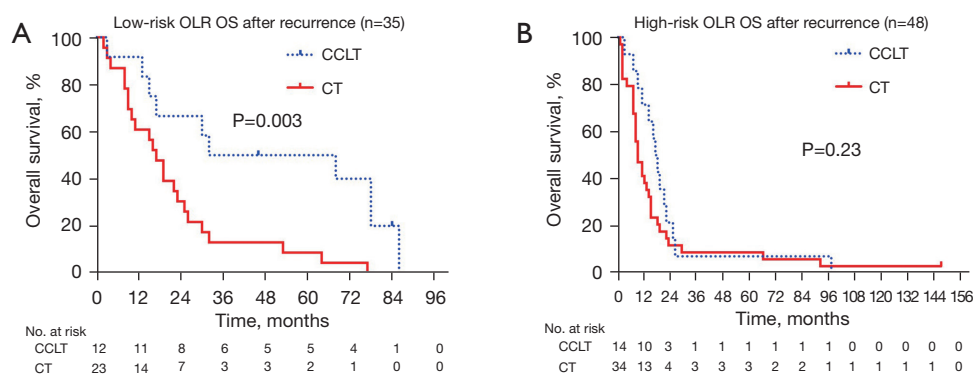 A
Low-risk OLR OS after recurrence (n=35)
Overall survival, %
100
80
60
40
20
0
CCLT
CT
P=0.003
0 12 24 36 48 60 72 84 96
Time, months
No. at risk
CCLT 12 11 8 6 5 5 4 1 0
CT 23 14 7 3 3 2 1 0 0
B
High-risk OLR OS after recurrence (n=48)
Overall survival, %
100
80
60
40
20
0
CCLT
CT
P=0.23
0 12 24 36 48 60 72 84 96 108 120 132 144 156
Time, months
No. at risk
CCLT 14 10 3 1 1 1 1 1 1 0 0 0 0 0
CT 34 13 4 3 3 3 2 2 1 1 1 1 1 0